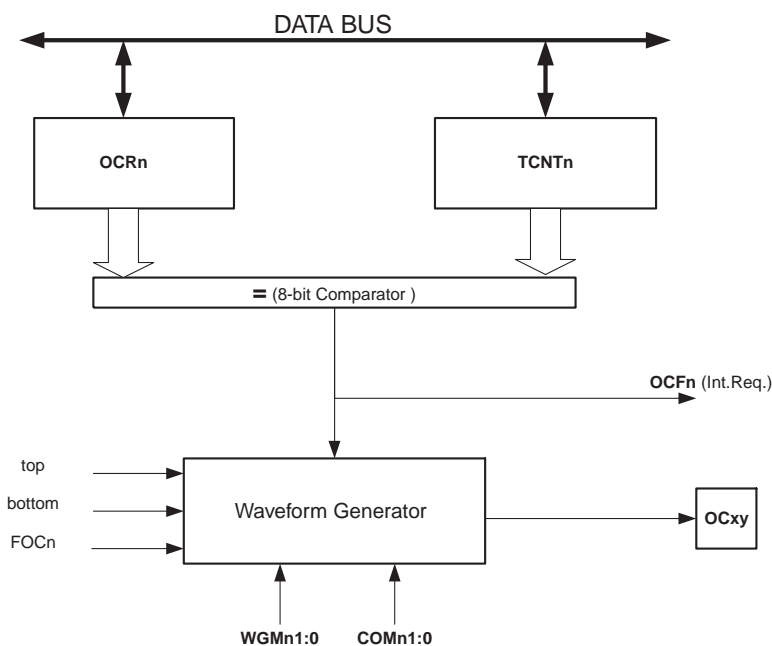 DATA BUS
OCRn
TCNTn
= (8-bit Comparator )
OCFn (Int.Req.)
top
bottom
FOCn
Waveform Generator
OCxy
WGMn1:0
COMn1:0